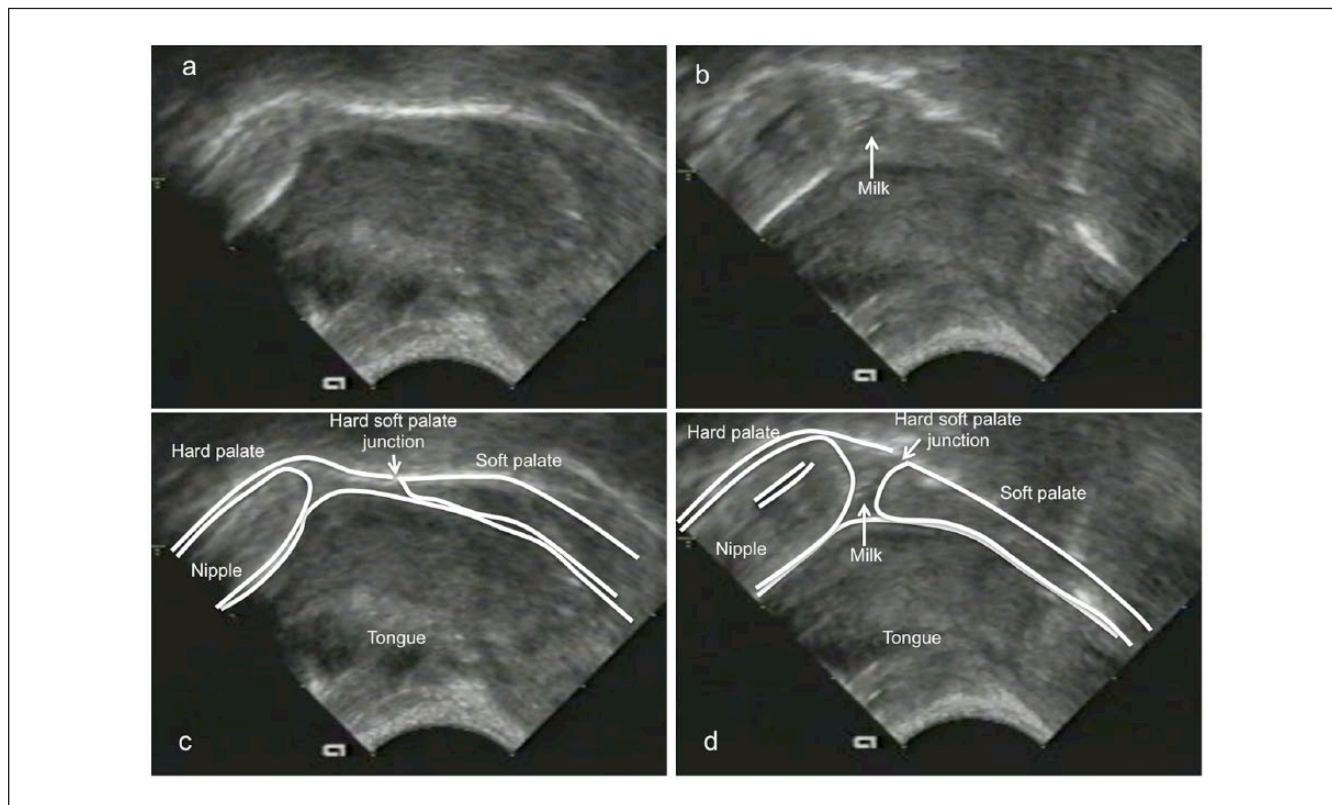 a
b
Milk
Hard soft palate
junction
Hard palate
Soft palate
Nipple
Tongue
c
Hard soft palate
junction
Hard palate
Soft palate
Nipple
Milk
Tongue
d